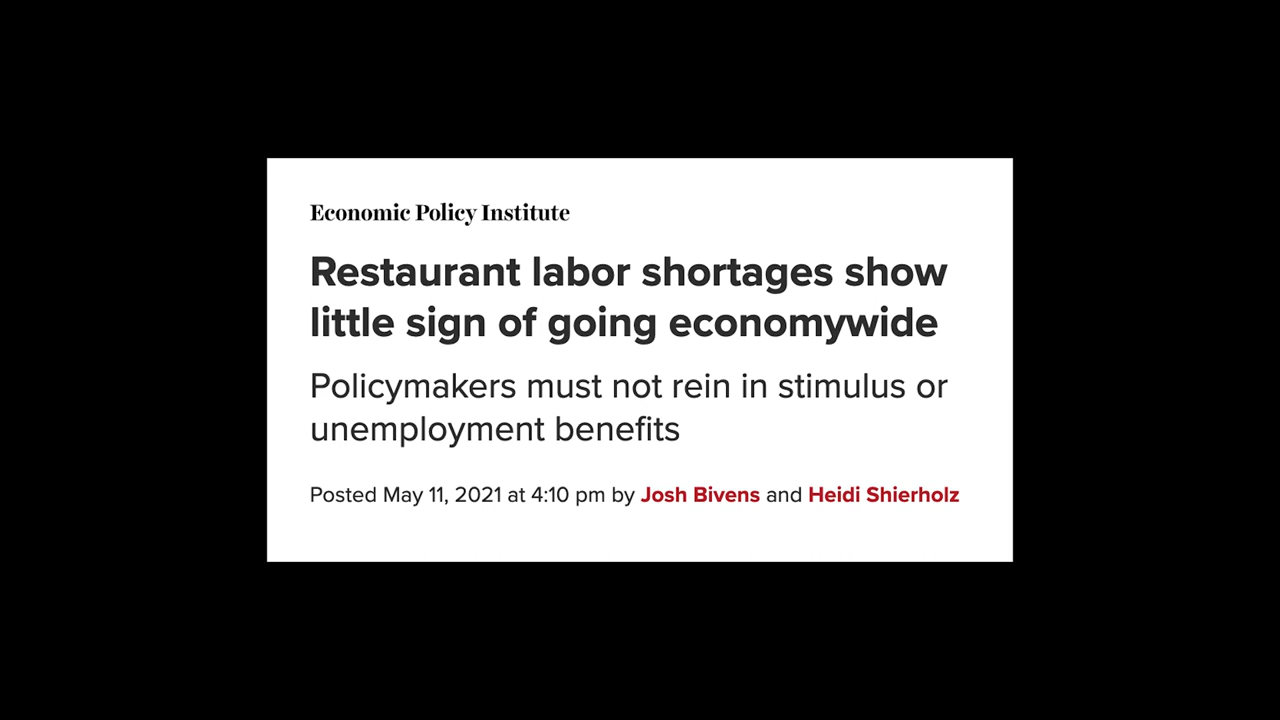 Economic Policy Institute
Restaurant labor shortages show
little sign of going economywide
Policymakers must not rein in stimulus or
unemployment benefits
Posted May 11, 2021 at 4:10 pm by Josh Bivens and Heidi Shierholz